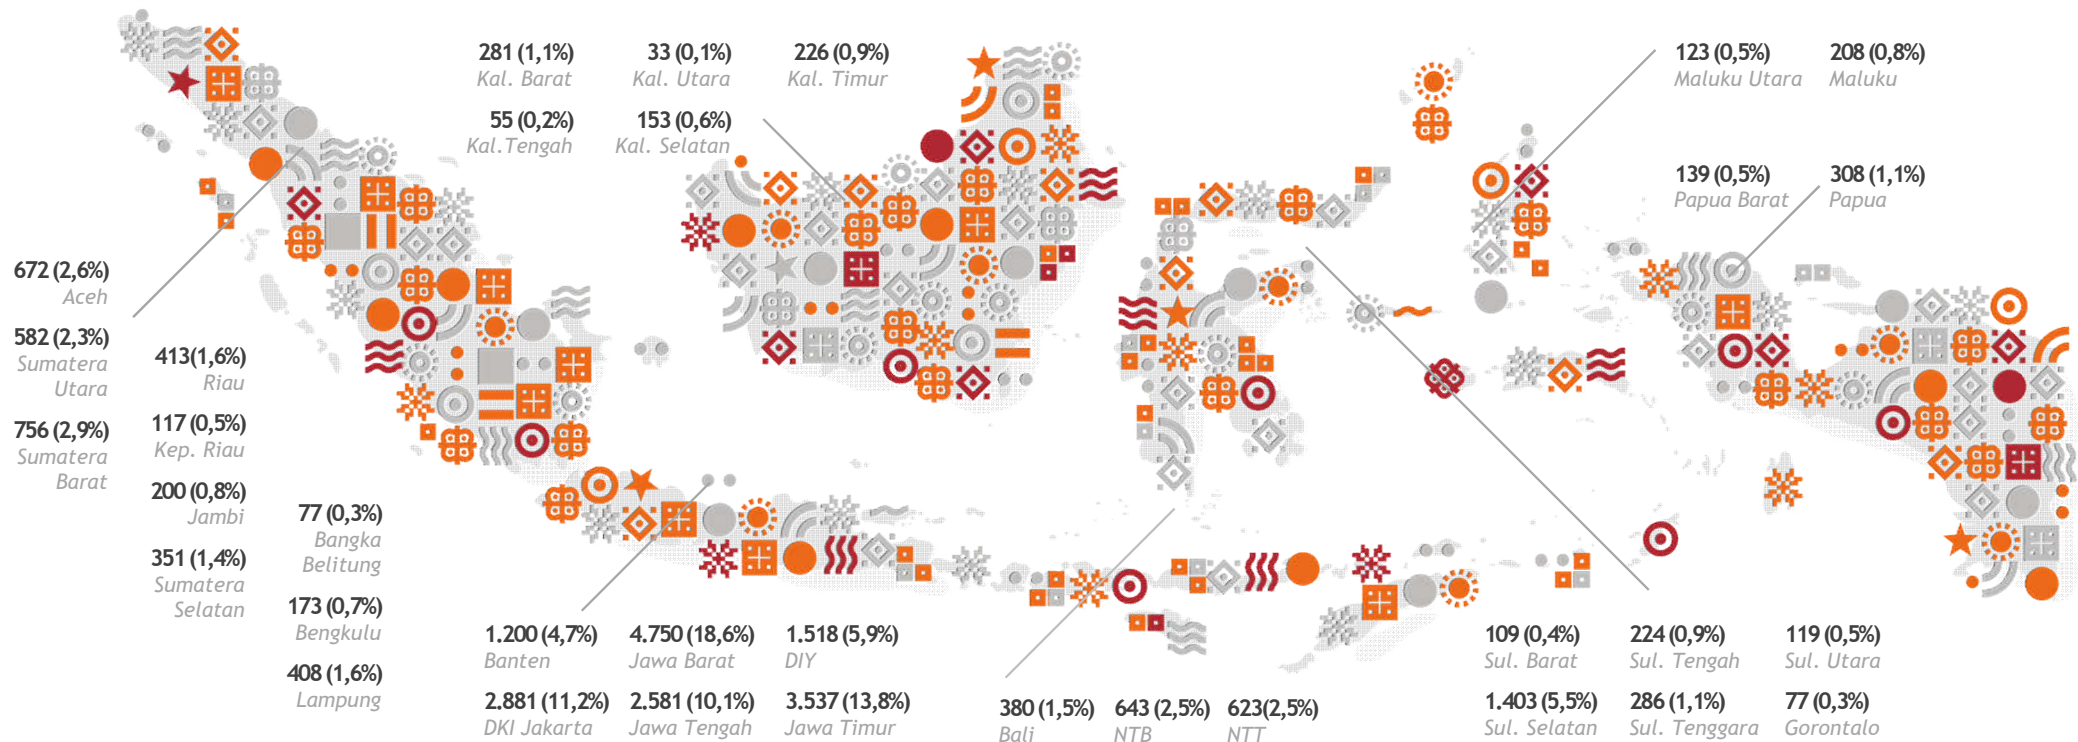 281 (1,1%)
Kal. Barat
33 (0,1%)
Kal. Utara
226 (0,9%)
Kal. Timur
55 (0,2%)
Kal.Tengah
153 (0,6%)
Kal. Selatan
123 (0,5%)
Maluku Utara
208 (0,8%)
Maluku
139 (0,5%)
Papua Barat
308 (1,1%)
Papua
672 (2,6%)
Aceh
582 (2,3%)
Sumatera
Utara
756 (2,9%)
Sumatera
Barat
413(1,6%)
Riau
117 (0,5%)
Kep. Riau
200 (0,8%)
Jambi
351 (1,4%)
Sumatera
Selatan
77 (0,3%)
Bangka
Belitung
173 (0,7%)
Bengkulu
408 (1,6%)
Lampung
1.200 (4,7%)
Banten
4.750 (18,6%)
Jawa Barat
1.518 (5,9%)
DIY
2.881 (11,2%)
DKI Jakarta
2.581 (10,1%)
Jawa Tengah
3.537 (13,8%)
Jawa Timur
380 (1,5%)
Bali
643 (2,5%)
NTB
623(2,5%)
NTT
109 (0,4%)
Sul. Barat
224 (0,9%)
Sul. Tengah
119 (0,5%)
Sul. Utara
1.403 (5,5%)
Sul. Selatan
286 (1,1%)
Sul. Tenggara
77 (0,3%)
Gorontalo